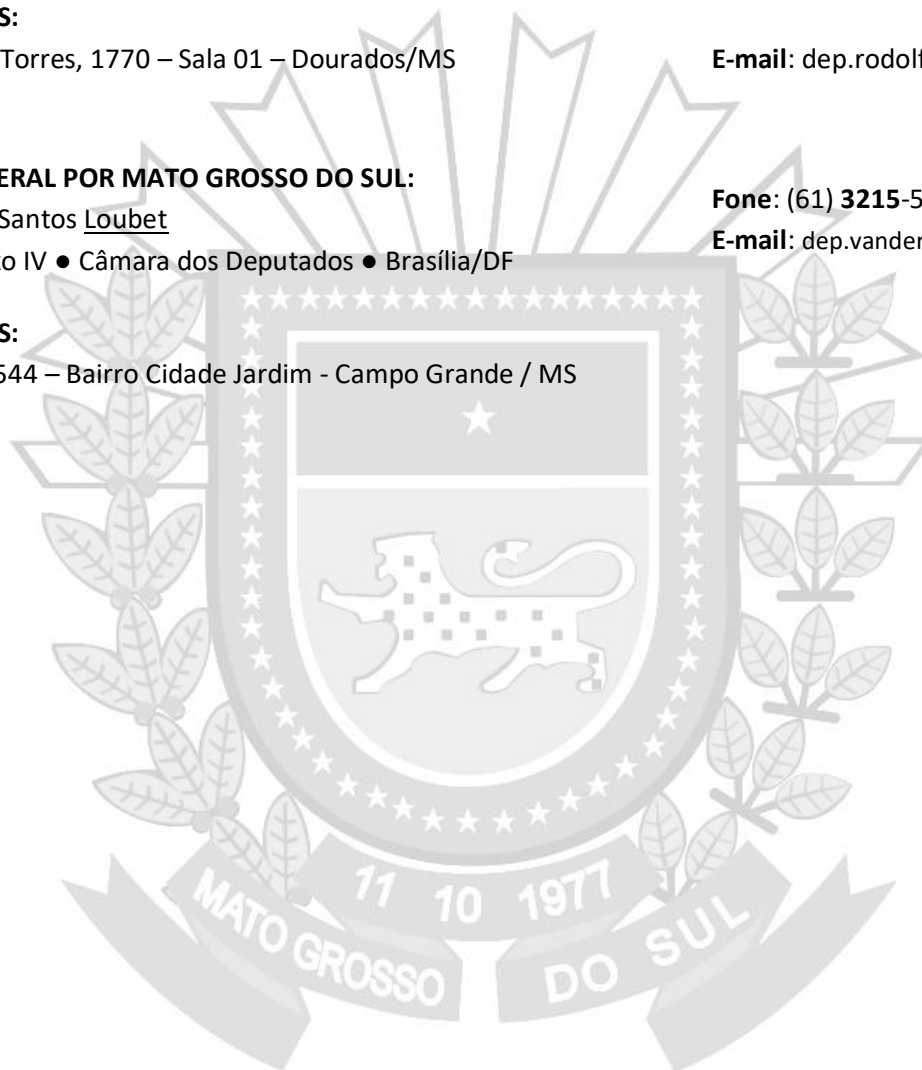 S:
Torres, 1770 – Sala 01 – Dourados/MS
E-mail: dep.rodolf
ERAL POR MATO GROSSO DO SUL:
Santos Loubet
Fone: (61) 3215-5
o IV ● Câmara dos Deputados ● Brasília/DF
E-mail: dep.vander
S:
544 – Bairro Cidade Jardim - Campo Grande / MS
11 10 1977
MATO GROSSO DO SUL